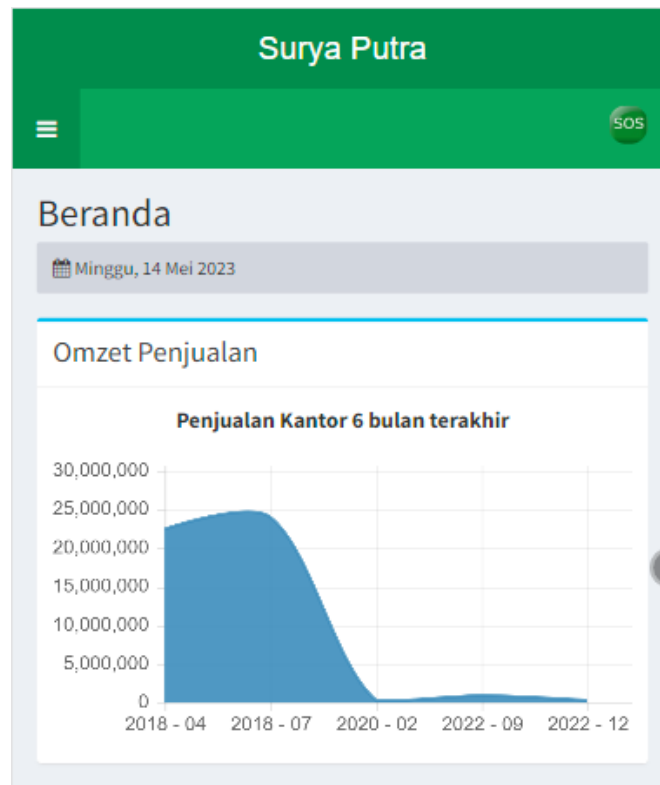 Surya Putra
SOS
Beranda
Minggu, 14 Mei 2023
Omzet Penjualan
Penjualan Kantor 6 bulan terakhir
30,000,000
25,000,000
20,000,000
15,000,000
10,000,000
5,000,000
0
2018 - 04 2018 - 07 2020 - 02 2022 - 09 2022 - 12